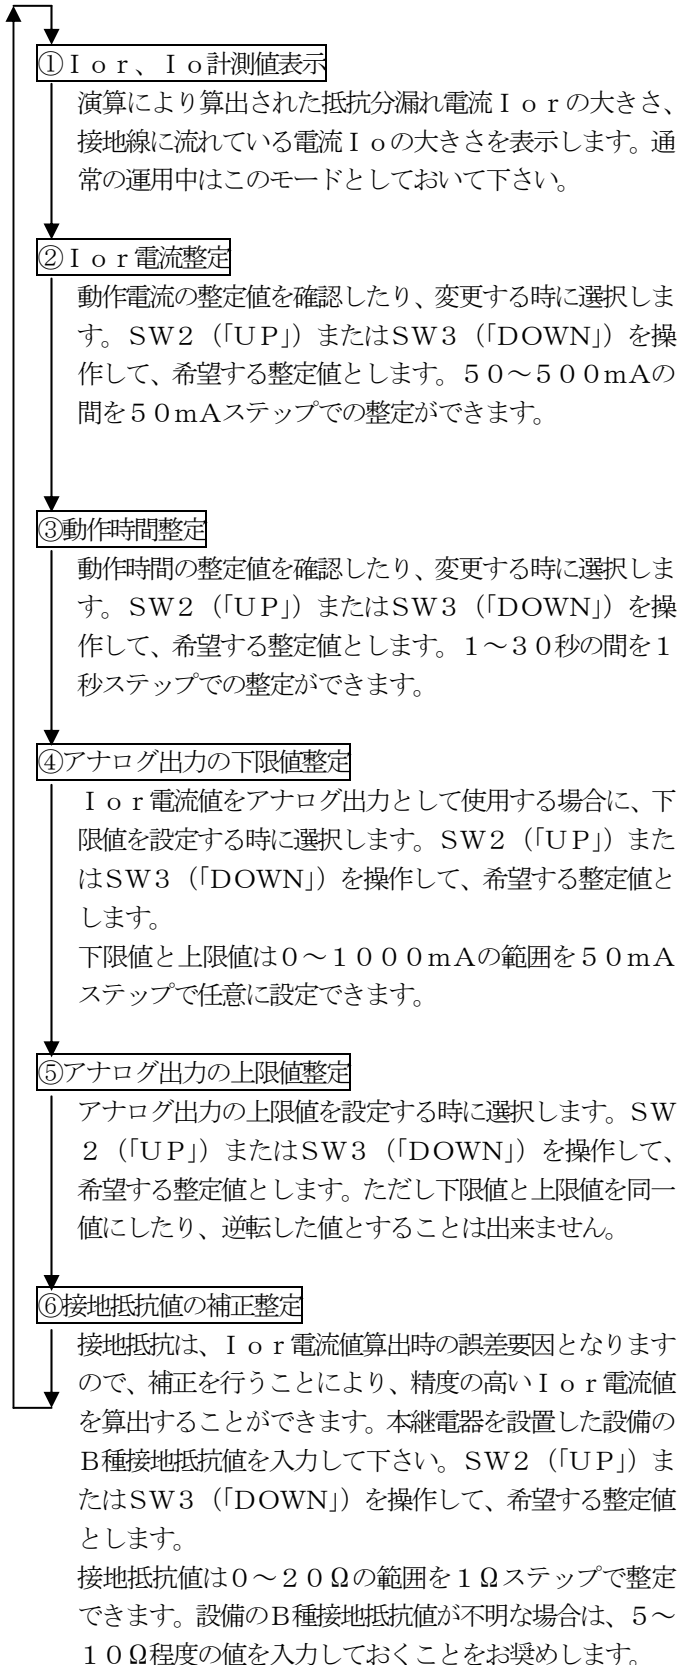 ①Ｉｏｒ、Ｉｏ計測値表示
演算により算出された抵抗分漏れ電流Ｉｏｒの大きさ、
接地線に流れている電流Ｉｏの大きさを表示します。通
常の運用中はこのモードとしておいて下さい。
②Ｉｏｒ電流整定
動作電流の整定値を確認したり、変更する時に選択しま
す。ＳＷ２（「ＵＰ」）またはＳＷ３（「ＤＯＷＮ」）を操
作して、希望する整定値とします。５０～５００ｍＡの
間を５０ｍＡステップでの整定ができます。
③動作時間整定
動作時間の整定値を確認したり、変更する時に選択しま
す。ＳＷ２（「ＵＰ」）またはＳＷ３（「ＤＯＷＮ」）を操
作して、希望する整定値とします。１～３０秒の間を１
秒ステップでの整定ができます。
④アナログ出力の下限値整定
Ｉｏｒ電流値をアナログ出力として使用する場合に、下
限値を設定する時に選択します。ＳＷ２（「ＵＰ」）また
はＳＷ３（「ＤＯＷＮ」）を操作して、希望する整定値と
します。
下限値と上限値は０～１０００ｍＡの範囲を５０ｍＡ
ステップで任意に設定できます。
⑤アナログ出力の上限値整定
アナログ出力の上限値を設定する時に選択します。ＳＷ
２（「ＵＰ」）またはＳＷ３（「ＤＯＷＮ」）を操作して、
希望する整定値とします。ただし下限値と上限値を同一
値にしたり、逆転した値とすることは出来ません。
⑥接地抵抗値の補正整定
接地抵抗は、Ｉｏｒ電流値算出時の誤差要因となります
ので、補正を行うことにより、精度の高いＩｏｒ電流値
を算出することができます。本継電器を設置した設備の
Ｂ種接地抵抗値を入力して下さい。ＳＷ２（「ＵＰ」）ま
たはＳＷ３（「ＤＯＷＮ」）を操作して、希望する整定値
とします。
接地抵抗値は０～２０Ωの範囲を１Ωステップで整定
できます。設備のＢ種接地抵抗値が不明な場合は、５～
１０Ω程度の値を入力しておくことをお奨めします。